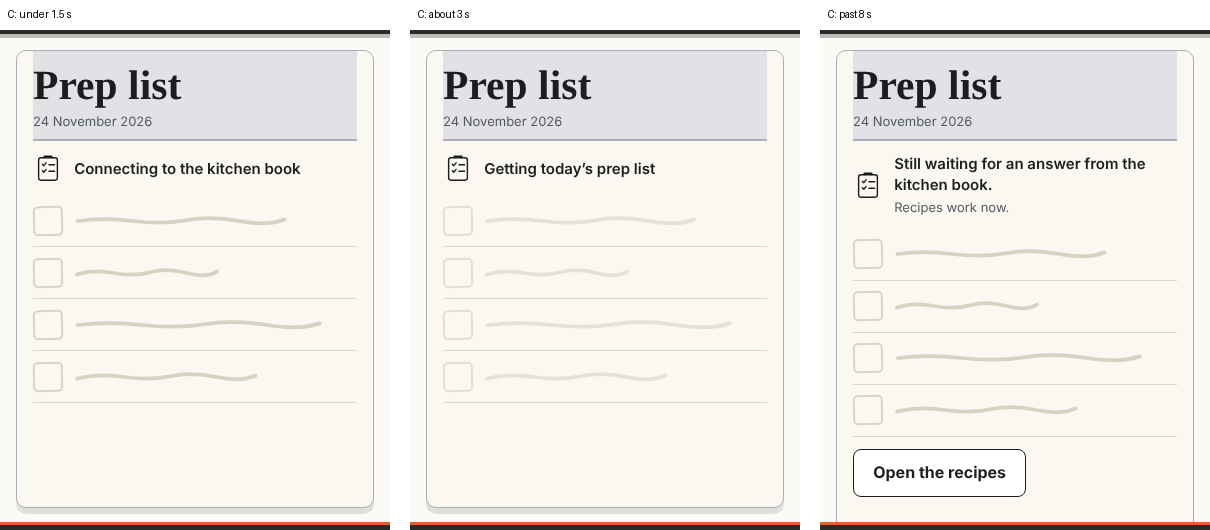 C: under 1.5 s
Prep list
24 November 2026
Connecting to the kitchen book
C: about 3 s
Prep list
24 November 2026
Getting today’s prep list
C: past 8 s
Prep list
24 November 2026
Still waiting for an answer from the
kitchen book.
Recipes work now.
Open the recipes